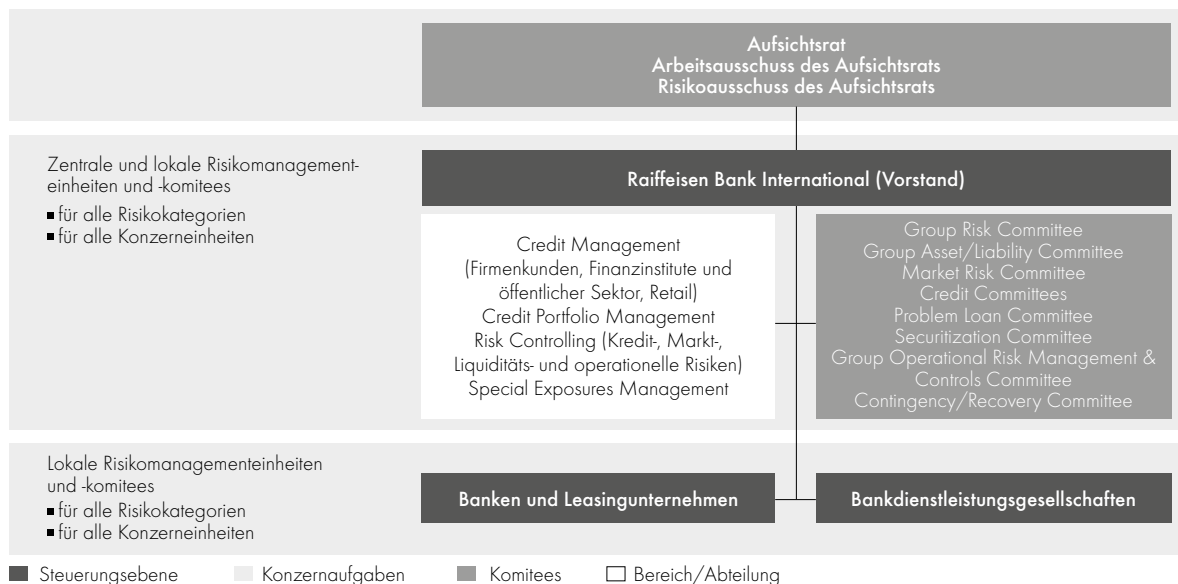 Aufsichtsrat
Arbeitsausschuss des Aufsichtsrats
Risikoausschuss des Aufsichtsrats
Zentrale und lokale Risikomanagement-
einheiten und -komitees
■ für alle Risikokategorien
■ für alle Konzerneinheiten
Raiffeisen Bank International (Vorstand)
Credit Management
(Firmenkunden, Finanzinstitute und
öffentlicher Sektor, Retail)
Credit Portfolio Management
Risk Controlling (Kredit-, Markt-,
Liquiditäts- und operationelle Risiken)
Special Exposures Management
Group Risk Committee
Group Asset/Liability Committee
Market Risk Committee
Credit Committees
Problem Loan Committee
Securitization Committee
Group Operational Risk Management &
Controls Committee
Contingency/Recovery Committee
Lokale Risikomanagementeinheiten
und -komitees
■ für alle Risikokategorien
■ für alle Konzerneinheiten
Banken und Leasingunternehmen
Bankdienstleistungsgesellschaften
Steuerungsebene
Konzernaufgaben
Komitees
Bereich/Abteilung